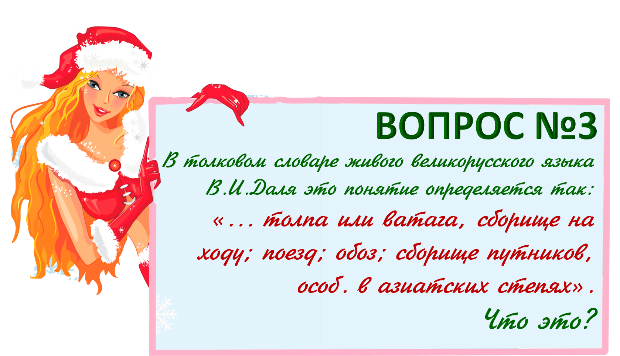 ВОПРОС №3
В толковом словаре живого великорусского языка
В.И.Даля это понятие определяется так:
«... толпа или ватага, сборище на
ходу; поезд; обоз; сборище путников,
особ. в азиатских степях».
Что это?